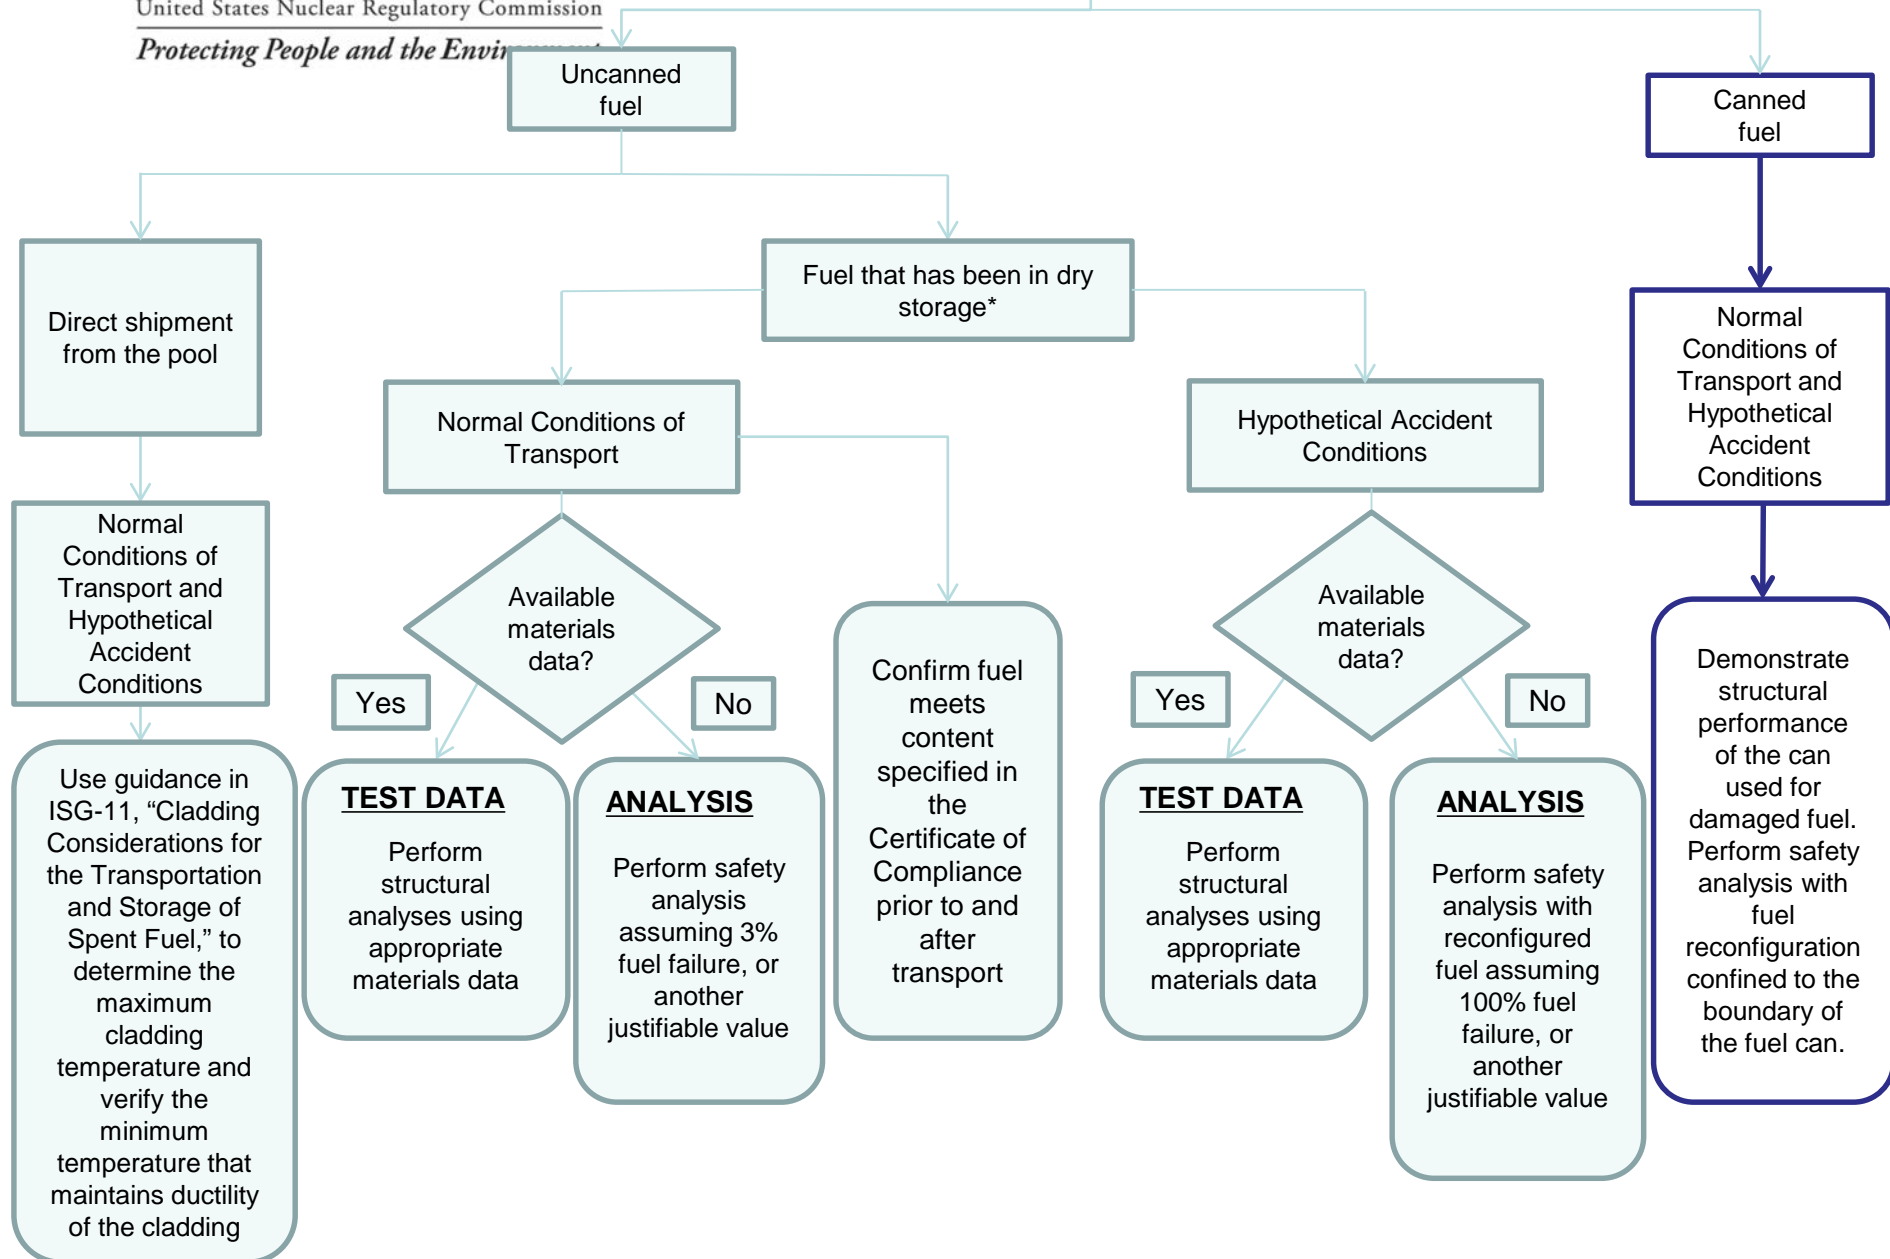 United States Nuclear Regulatory Commission
Protecting People and the Environment
Uncanned
fuel
Canned
fuel
Direct shipment
from the pool
Fuel that has been in dry
storage*
Normal
Conditions of
Transport and
Hypothetical
Accident
Conditions
Normal Conditions of
Transport
Hypothetical Accident
Conditions
Normal
Conditions of
Transport and
Hypothetical
Accident
Conditions
Available
materials
data?
Yes
No
Available
materials
data?
Yes
No
Use guidance in
ISG-11, “Cladding
Considerations for
the Transportation
and Storage of
Spent Fuel,” to
determine the
maximum
cladding
temperature and
verify the
minimum
temperature that
maintains ductility
of the cladding
TEST DATA
Perform
structural
analyses using
appropriate
materials data
ANALYSIS
Perform safety
analysis
assuming 3%
fuel failure, or
another
justifiable value
Confirm fuel
meets
content
specified in
the
Certificate of
Compliance
prior to and
after
transport
TEST DATA
Perform
structural
analyses using
appropriate
materials data
ANALYSIS
Perform safety
analysis with
reconfigured
fuel assuming
100% fuel
failure, or
another
justifiable value
Demonstrate
structural
performance
of the can
used for
damaged fuel.
Perform safety
analysis with
fuel
reconfiguration
confined to the
boundary of
the fuel can.